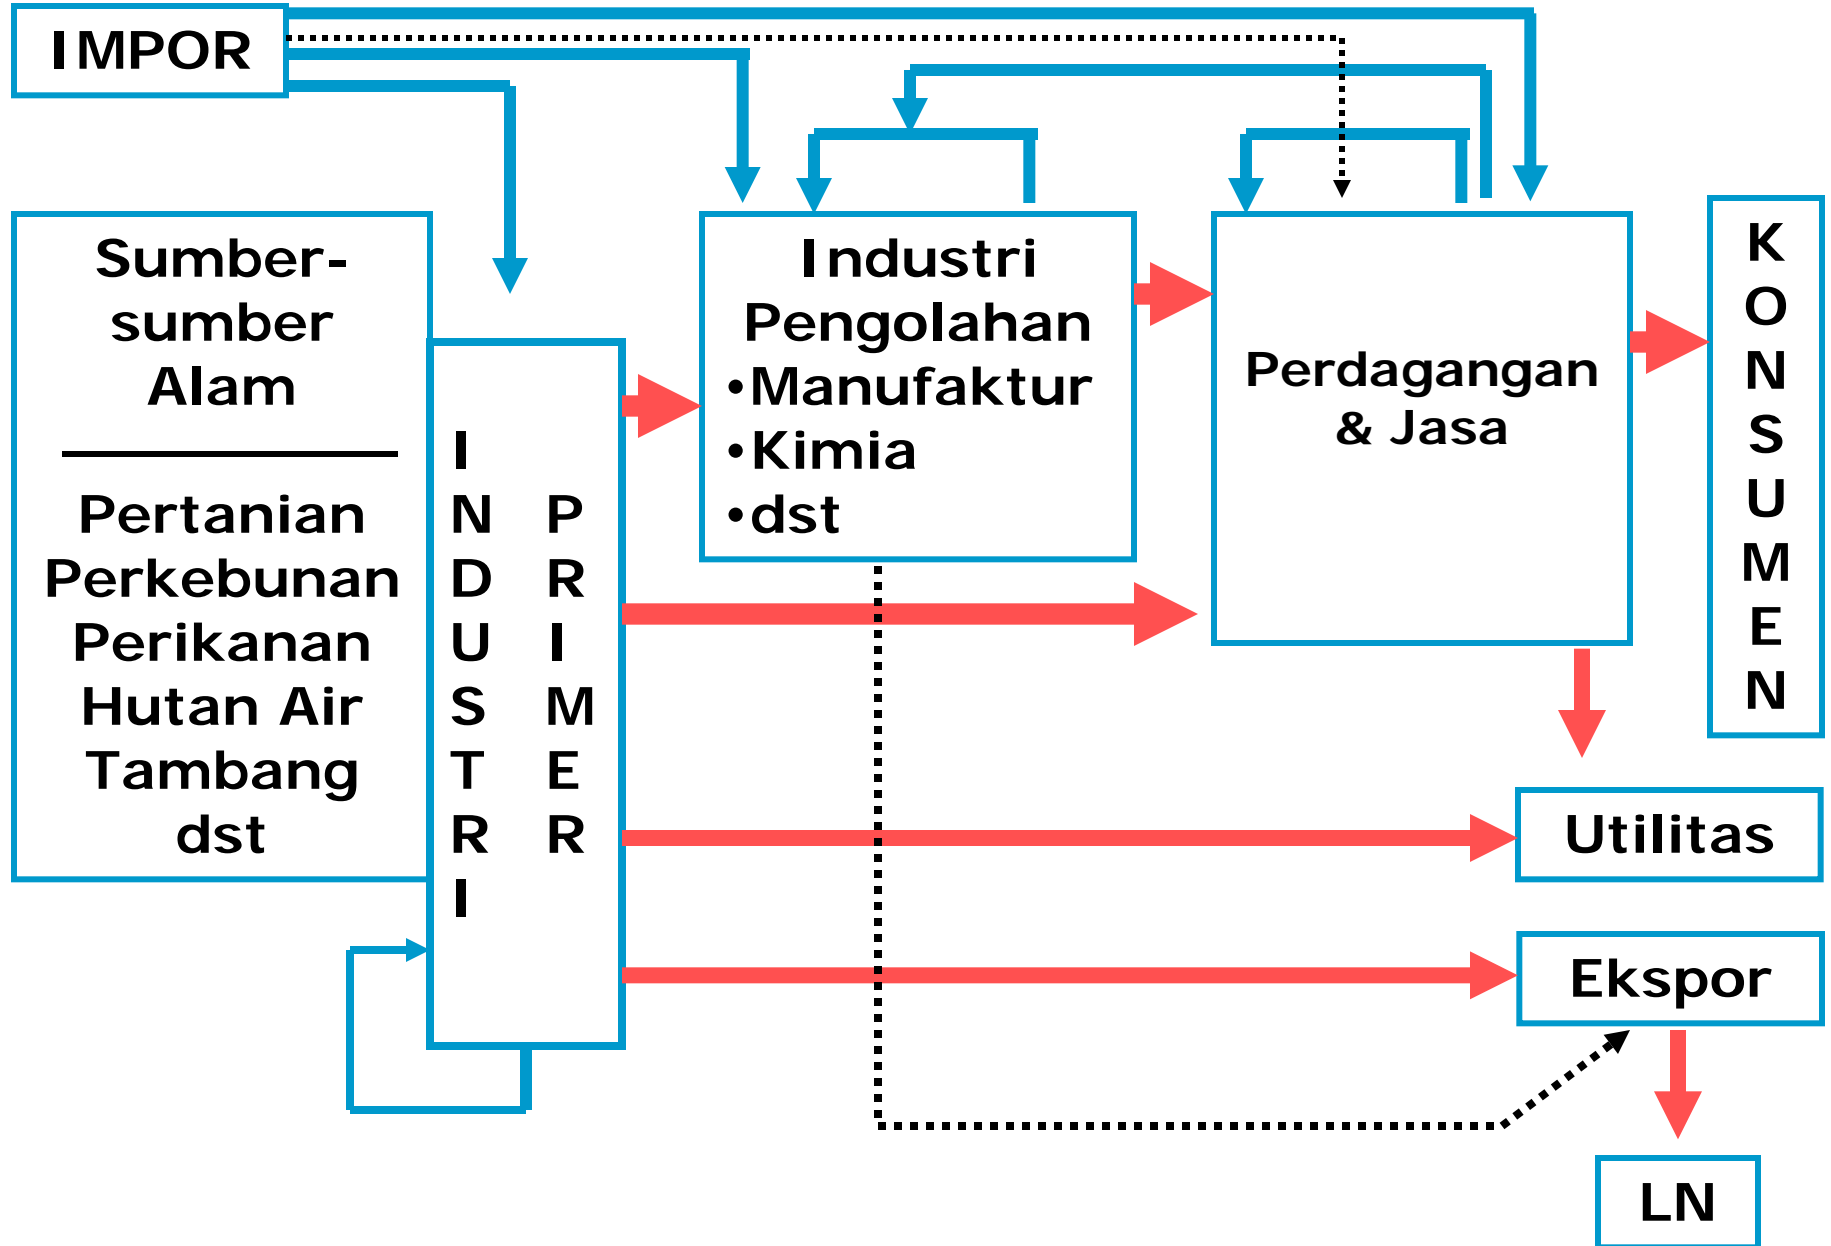 IMPOR
Sumber-
sumber
Alam
Pertanian
Perkebunan
Perikanan
Hutan Air
Tambang
dst
INDUSTRI
PRIMER
Industri
Pengolahan
•Manufaktur
•Kimia
•dst
Perdagangan
& Jasa
KONSUMEN
Utilitas
Ekspor
LN